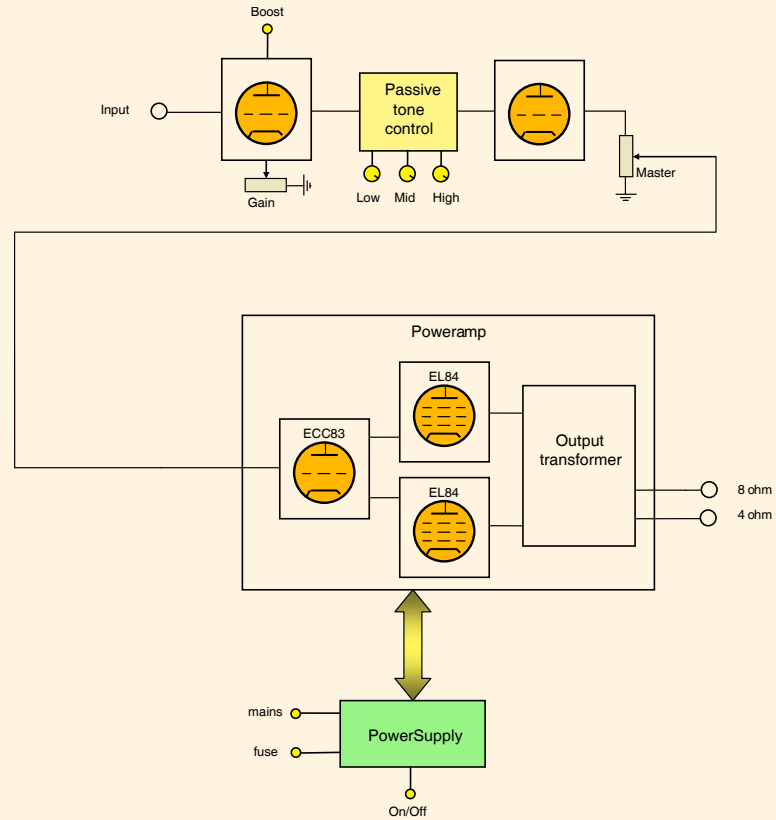 Boost
Input
Passive
tone
control
Gain
Low Mid High
Master
Poweramp
EL84
ECC83
Output
transformer
EL84
8 ohm
4 ohm
mains
PowerSupply
fuse
On/Off